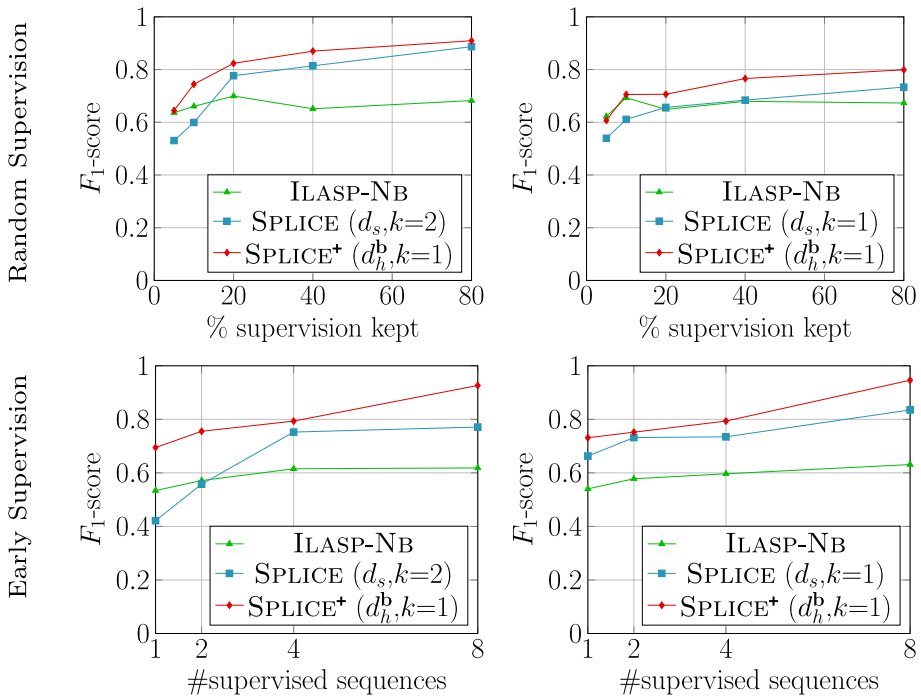 Random Supervision
F₁-score
1
0.8
0.6
0.4
0.2
0
0 20 40 60 80
% supervision kept
ILASP-NB
SPLICE (dₛ,k=2)
SPLICE⁺ (d_h^b,k=1)
F₁-score
1
0.8
0.6
0.4
0.2
0
0 20 40 60 80
% supervision kept
ILASP-NB
SPLICE (dₛ,k=1)
SPLICE⁺ (d_h^b,k=1)
Early Supervision
F₁-score
1
0.8
0.6
0.4
0.2
0
1 2 4 8
#supervised sequences
ILASP-NB
SPLICE (dₛ,k=2)
SPLICE⁺ (d_h^b,k=1)
F₁-score
1
0.8
0.6
0.4
0.2
0
1 2 4 8
#supervised sequences
ILASP-NB
SPLICE (dₛ,k=1)
SPLICE⁺ (d_h^b,k=1)